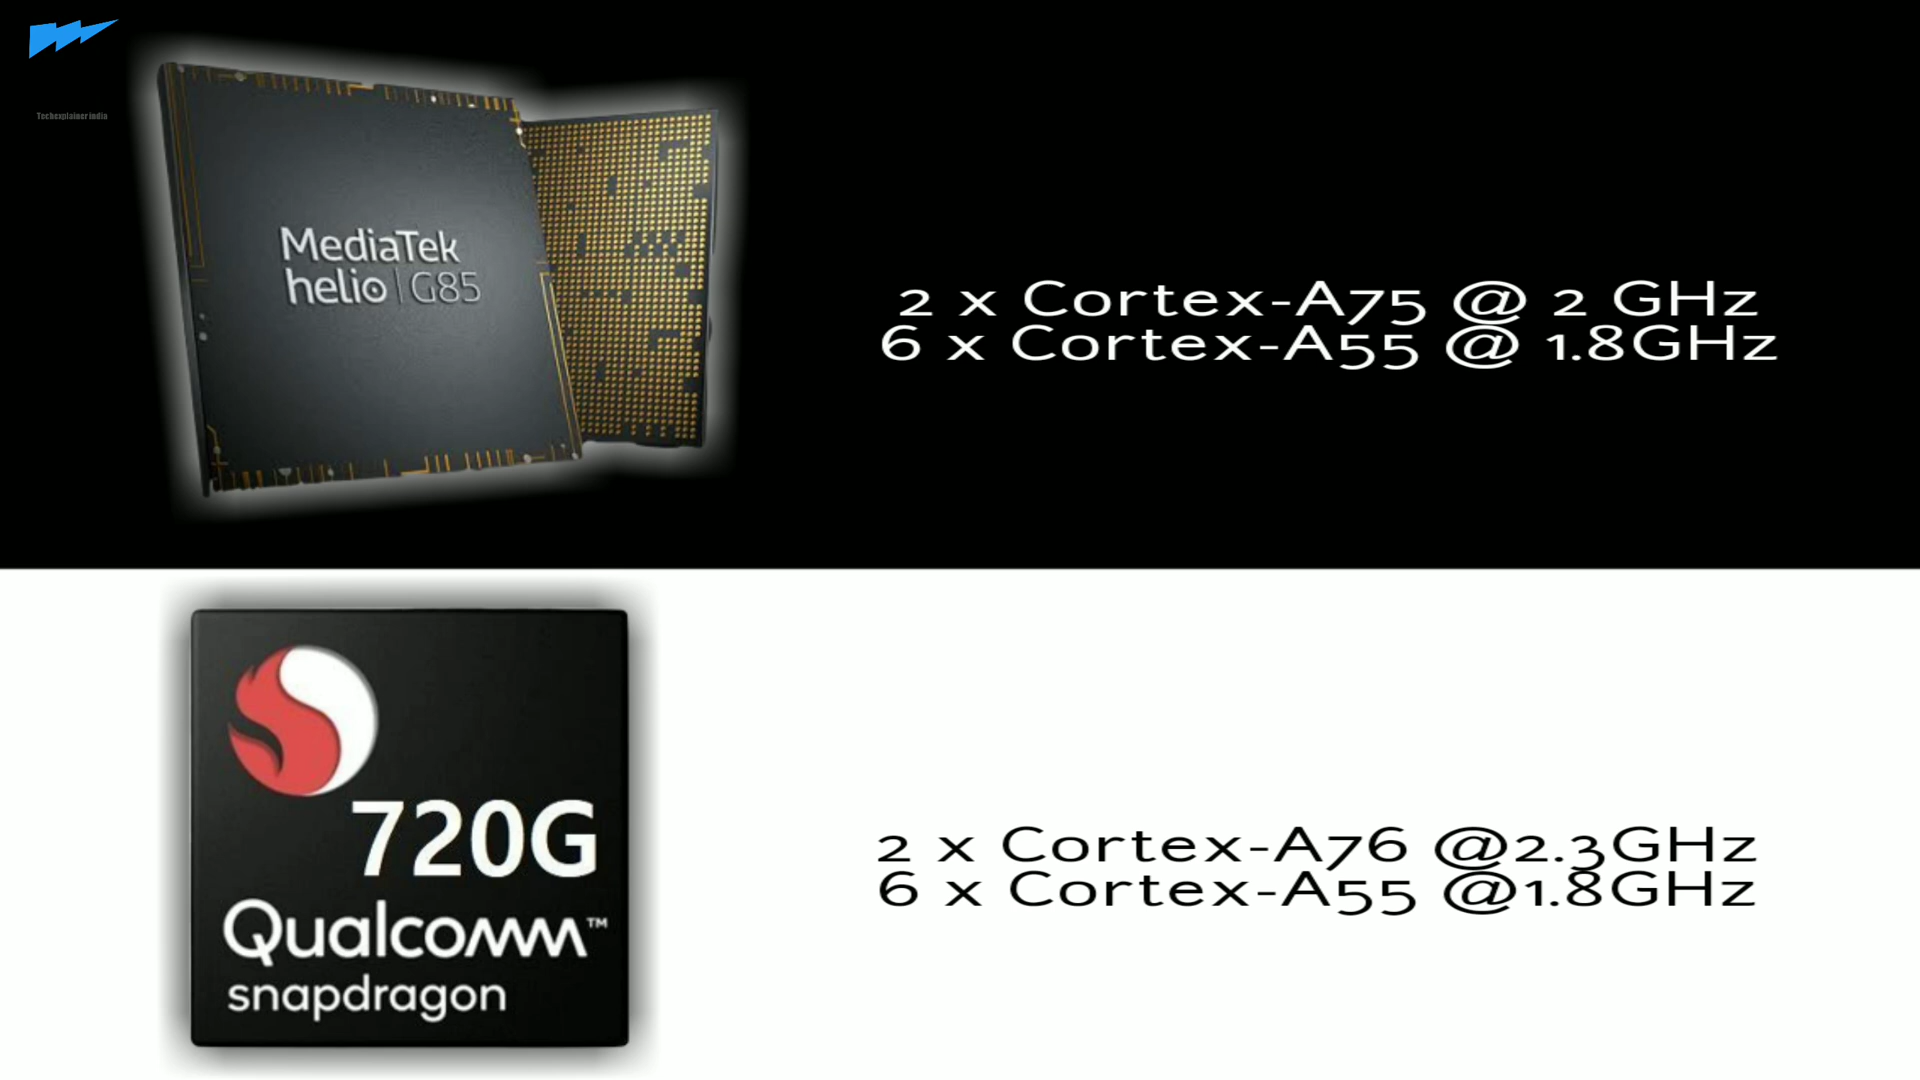 Techexplainerindia
MediaTek
helio | G85
2 x Cortex-A75 @ 2 GHz
6 x Cortex-A55 @ 1.8GHz
720G
Qualcomm™
snapdragon
2 x Cortex-A76 @2.3GHz
6 x Cortex-A55 @1.8GHz